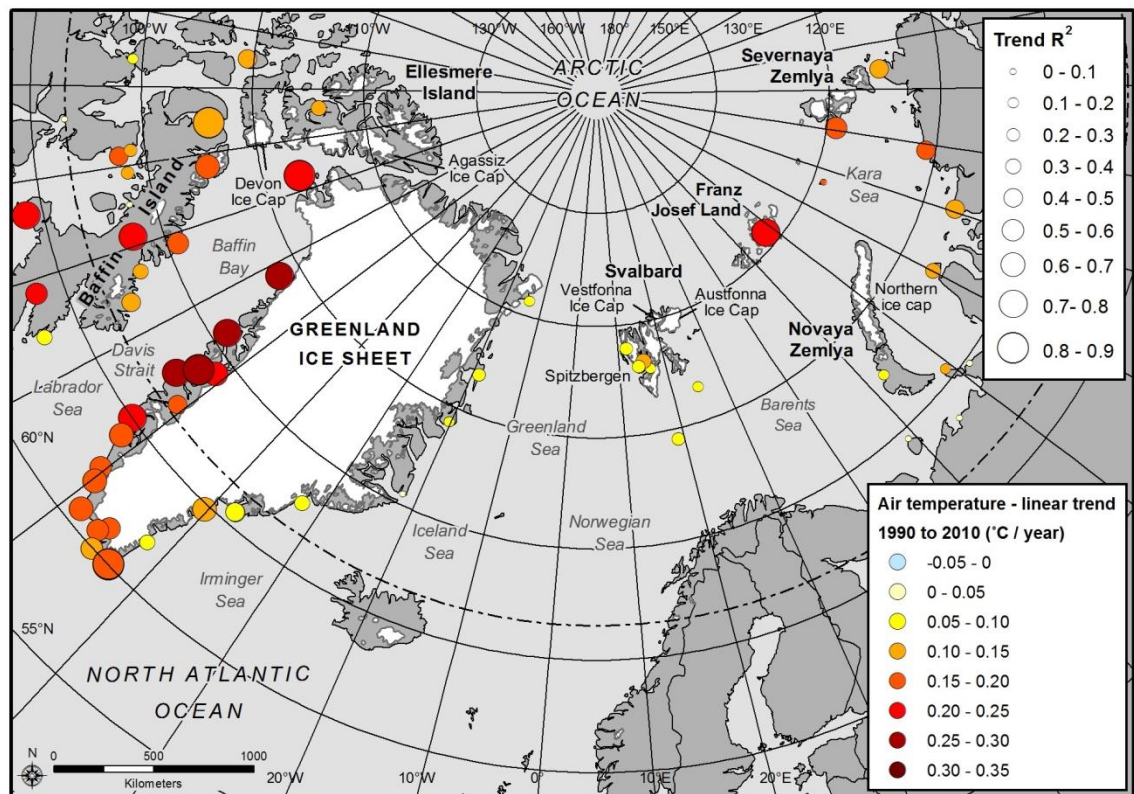 100°W
110°W
180°
150°E
120°E
ARCTIC
OCEAN
Ellesmere
Island
Severnaya
Zemlya
Agassiz
Ice Cap
Devon
Ice Cap
Kara
Sea
Franz
Josef Land
Baffin Island
Baffin
Bay
Svalbard
Vestfonna
Ice Cap
Austfonna
Ice Cap
Northern
ice cap
GREENLAND
ICE SHEET
Novaya
Zemlya
Davis
Strait
Spitzbergen
Labrador
Sea
Barents
Sea
Greenland
Sea
60°N
Iceland
Sea
Norwegian
Sea
Irminger
Sea
55°N
NORTH ATLANTIC
OCEAN
N
0 500 1000
Kilometers
20°W
10°W
0°
10°E
20°E
Trend R²
0 - 0.1
0.1 - 0.2
0.2 - 0.3
0.3 - 0.4
0.4 - 0.5
0.5 - 0.6
0.6 - 0.7
0.7- 0.8
0.8 - 0.9
Air temperature - linear trend
1990 to 2010 (°C / year)
-0.05 - 0
0 - 0.05
0.05 - 0.10
0.10 - 0.15
0.15 - 0.20
0.20 - 0.25
0.25 - 0.30
0.30 - 0.35